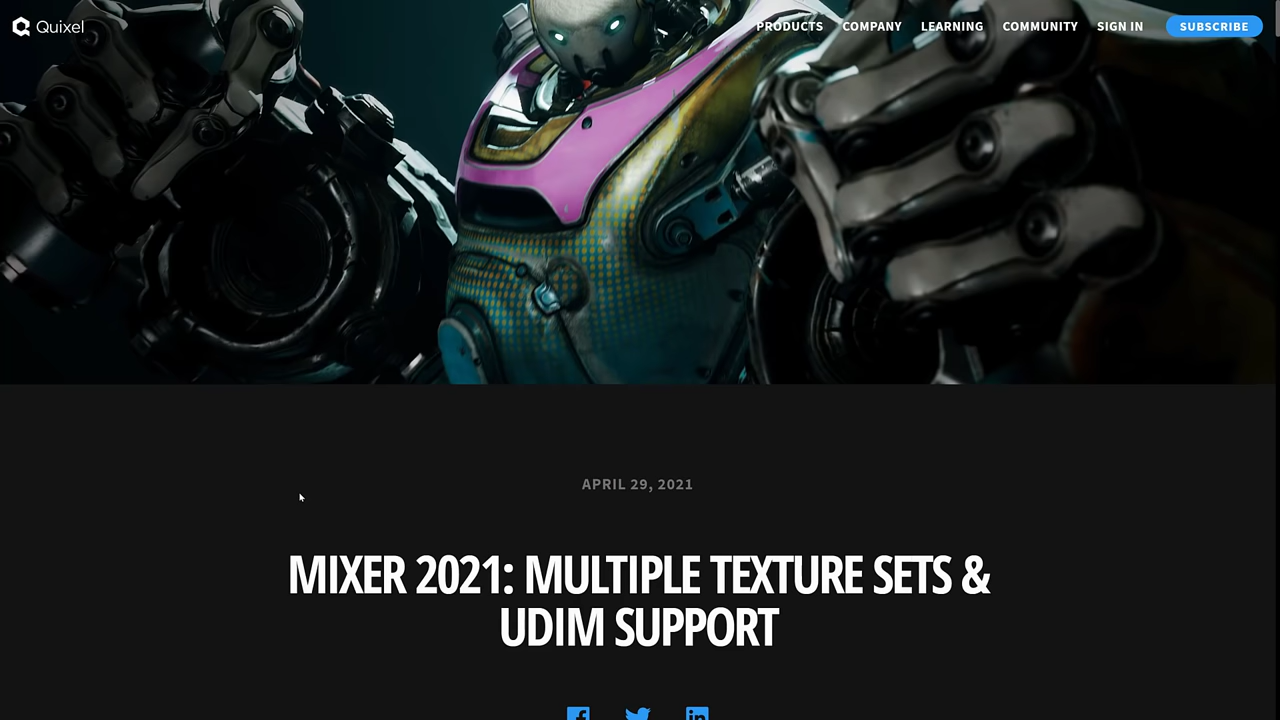 Quixel
PRODUCTS COMPANY LEARNING COMMUNITY SIGN IN SUBSCRIBE
APRIL 29, 2021
MIXER 2021: MULTIPLE TEXTURE SETS &
UDIM SUPPORT